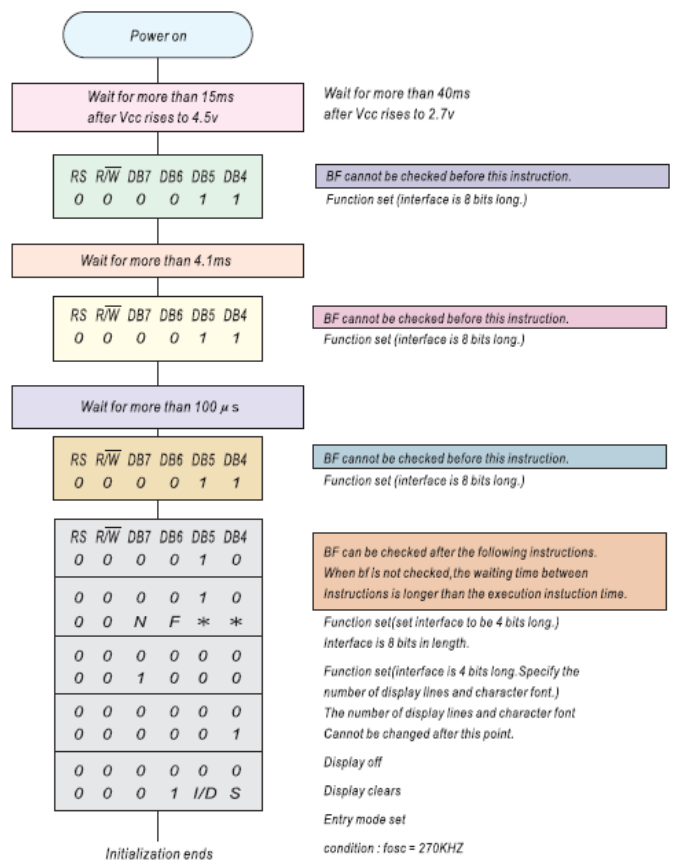 Power on
Wait for more than 15ms
after Vcc rises to 4.5v
Wait for more than 40ms
after Vcc rises to 2.7v
RS R/W̅ DB7 DB6 DB5 DB4
0 0 0 0 1 1
BF cannot be checked before this instruction.
Function set (interface is 8 bits long.)
Wait for more than 4.1ms
RS R/W̅ DB7 DB6 DB5 DB4
0 0 0 0 1 1
BF cannot be checked before this instruction.
Function set (interface is 8 bits long.)
Wait for more than 100 μs
RS R/W̅ DB7 DB6 DB5 DB4
0 0 0 0 1 1
BF cannot be checked before this instruction.
Function set (interface is 8 bits long.)
RS R/W̅ DB7 DB6 DB5 DB4
0 0 0 0 1 0
0 0 0 0 1 0
0 0 N F * *
0 0 0 0 0 0
0 0 1 0 0 0
0 0 0 0 0 0
0 0 0 0 0 1
0 0 0 0 0 0
0 0 0 1 I/D S
BF can be checked after the following instructions.
When bf is not checked,the waiting time between
Instructions is longer than the execution instuction time.
Function set(set interface to be 4 bits long.)
Interface is 8 bits in length.
Function set(interface is 4 bits long.Specify the
number of display lines and character font.)
The number of display lines and character font
Cannot be changed after this point.
Display off
Display clears
Entry mode set
condition : fosc = 270KHZ
Initialization ends